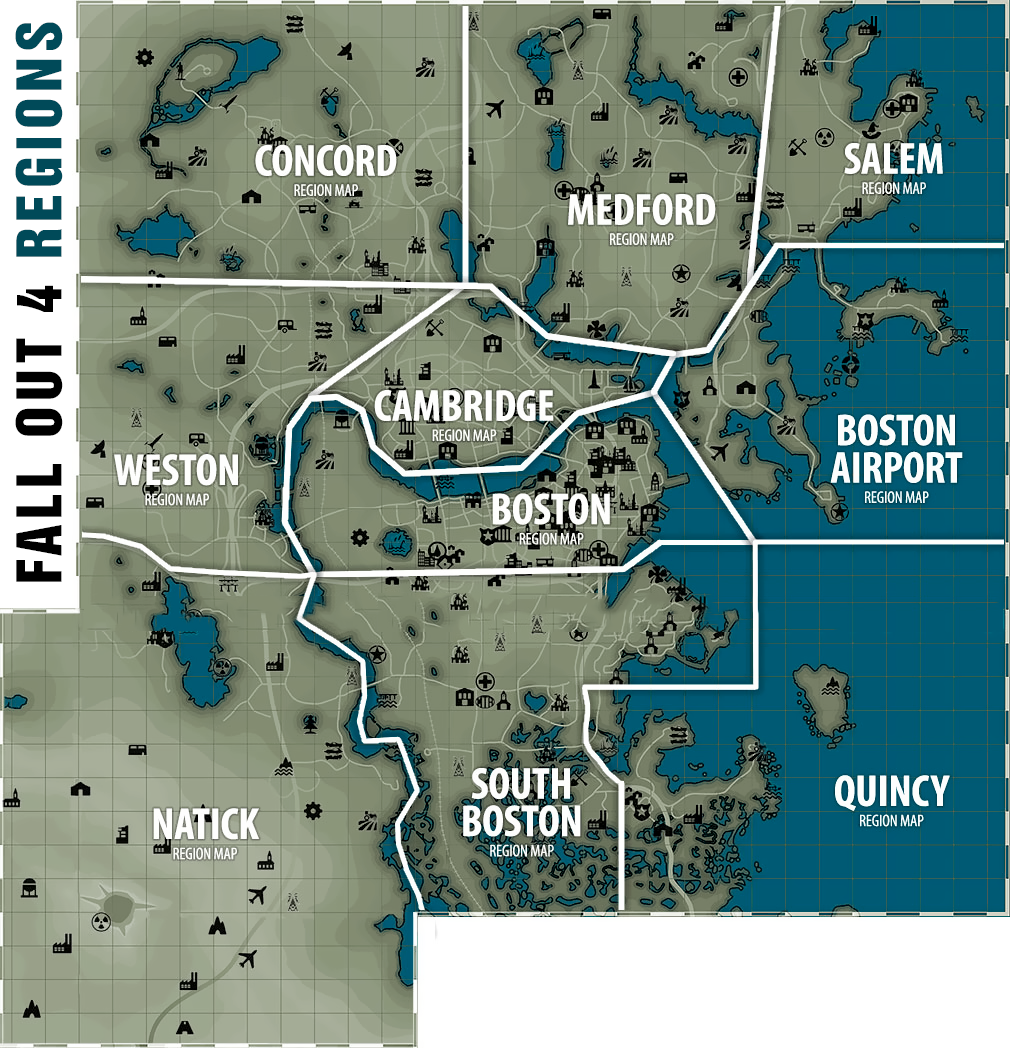 FALL OUT 4 REGIONS
CONCORD
REGION MAP
MEDFORD
REGION MAP
SALEM
REGION MAP
CAMBRIDGE
REGION MAP
WESTON
REGION MAP
BOSTON
REGION MAP
BOSTON
AIRPORT
REGION MAP
NATICK
REGION MAP
SOUTH
BOSTON
REGION MAP
QUINCY
REGION MAP